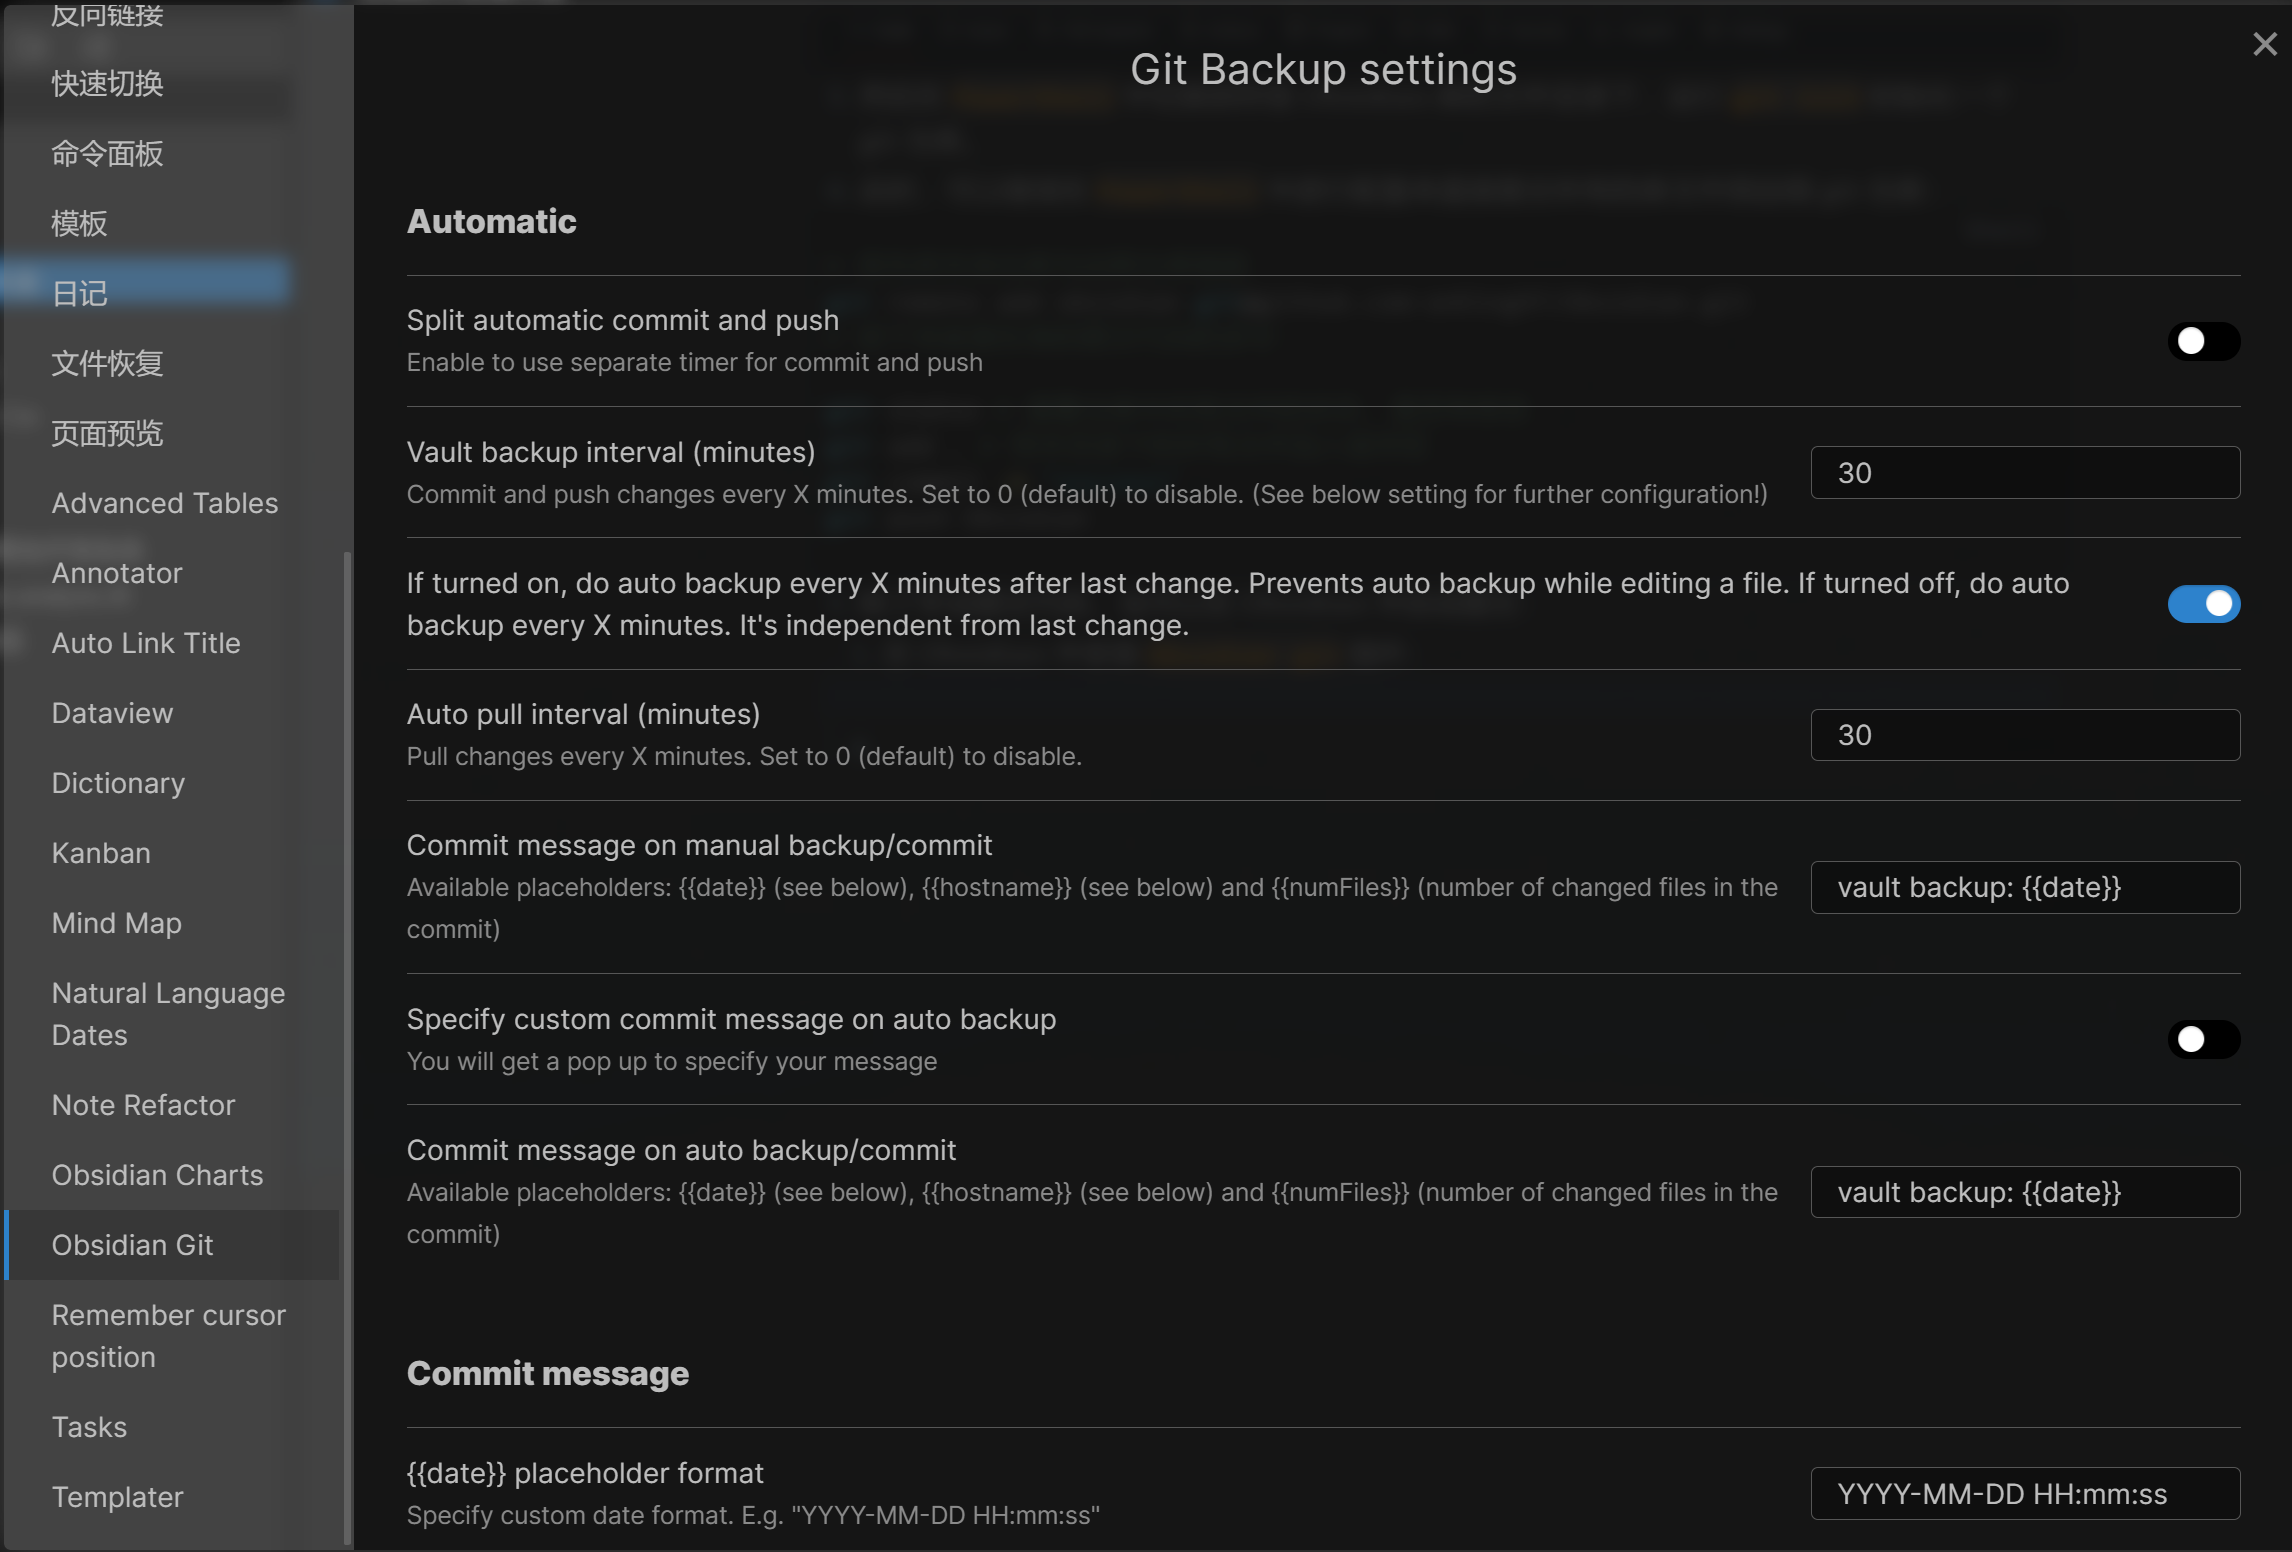 反向链接
快速切换
命令面板
模板
日记
文件恢复
页面预览
Advanced Tables
Annotator
Auto Link Title
Dataview
Dictionary
Kanban
Mind Map
Natural Language
Dates
Note Refactor
Obsidian Charts
Obsidian Git
Remember cursor
position
Tasks
Templater
Git Backup settings
Automatic
Split automatic commit and push
Enable to use separate timer for commit and push
Vault backup interval (minutes)
Commit and push changes every X minutes. Set to 0 (default) to disable. (See below setting for further configuration!)
30
If turned on, do auto backup every X minutes after last change. Prevents auto backup while editing a file. If turned off, do auto
backup every X minutes. It's independent from last change.
Auto pull interval (minutes)
Pull changes every X minutes. Set to 0 (default) to disable.
30
Commit message on manual backup/commit
Available placeholders: {{date}} (see below), {{hostname}} (see below) and {{numFiles}} (number of changed files in the
commit)
vault backup: {{date}}
Specify custom commit message on auto backup
You will get a pop up to specify your message
Commit message on auto backup/commit
Available placeholders: {{date}} (see below), {{hostname}} (see below) and {{numFiles}} (number of changed files in the
commit)
vault backup: {{date}}
Commit message
{{date}} placeholder format
Specify custom date format. E.g. "YYYY-MM-DD HH:mm:ss"
YYYY-MM-DD HH:mm:ss